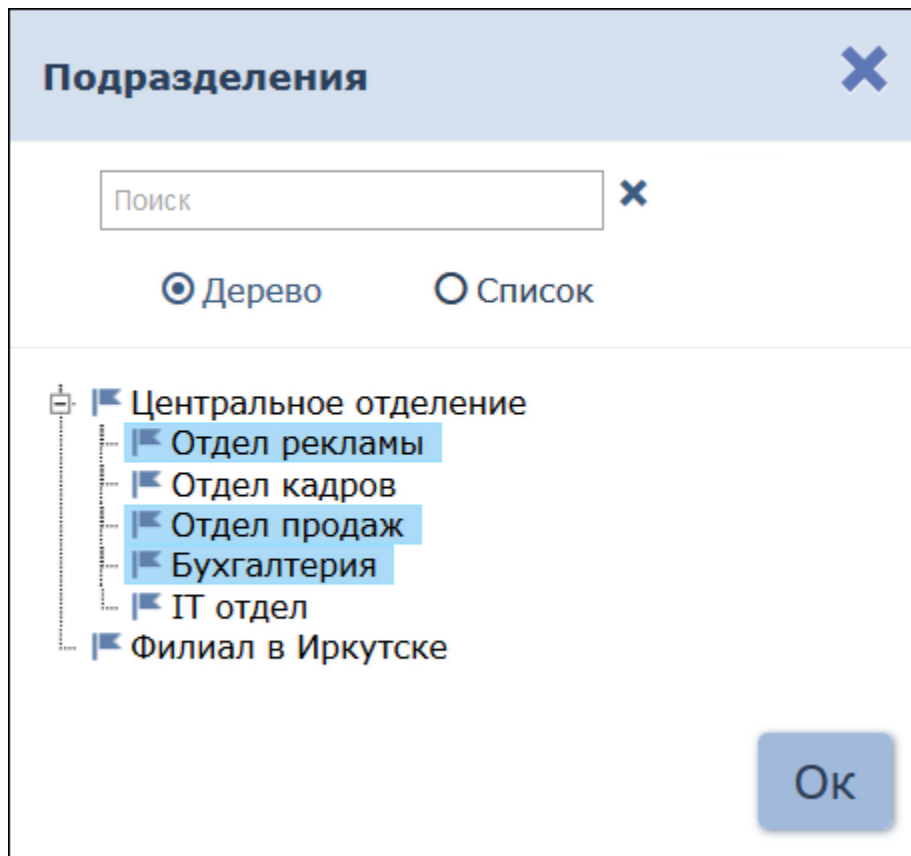 Подразделения
Поиск
Дерево Список
Центральное отделение
Отдел рекламы
Отдел кадров
Отдел продаж
Бухгалтерия
IT отдел
Филиал в Иркутске
Ок